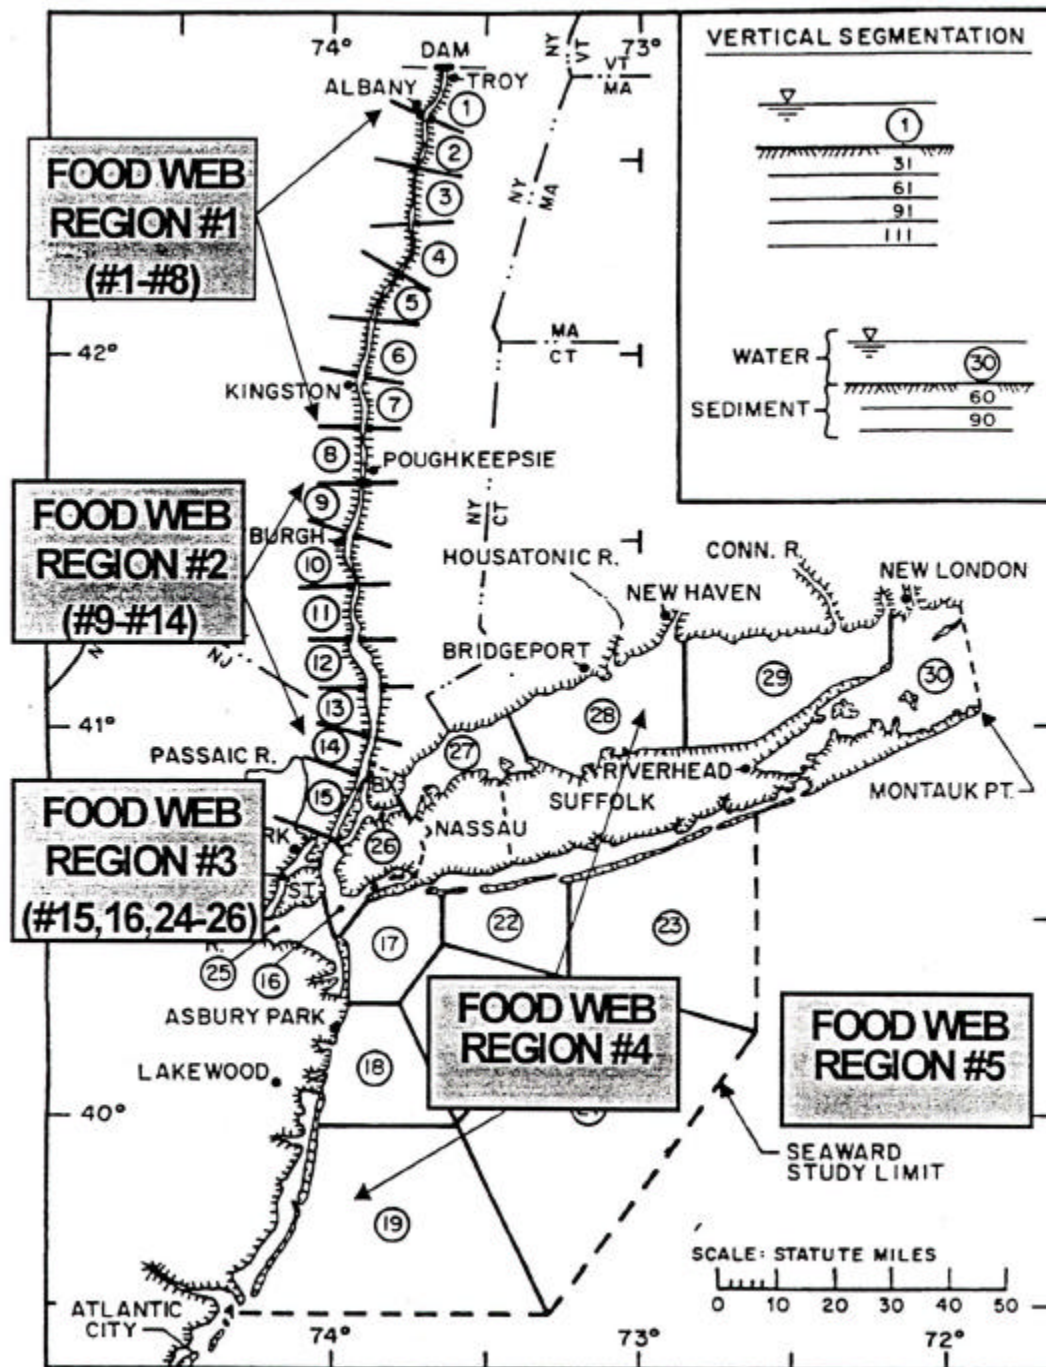 74°
73°
DAM
TROY
ALBANY
NY
VT
VT
MA
VERTICAL SEGMENTATION
1
31
61
91
111
WATER
SEDIMENT
30
60
90
FOOD WEB
REGION #1
(#1-#8)
1
2
3
4
5
6
7
8
9
10
11
12
13
14
15
NY
MA
MA
CT
42°
KINGSTON
POUGHKEEPSIE
FOOD WEB
REGION #2
(#9-#14)
BURGH
NY
CT
HOUSATONIC R.
CONN. R.
NEW HAVEN
NEW LONDON
BRIDGEPORT
NJ
41°
PASSAIC R.
27
28
29
30
RIVERHEAD
SUFFOLK
NASSAU
MONTAUK PT.
BX
26
FOOD WEB
REGION #3
(#15,16,24-26)
RK
ST.
R.
25
16
17
22
23
ASBURY PARK
LAKEWOOD
18
FOOD WEB
REGION #4
FOOD WEB
REGION #5
40°
SEAWARD
STUDY LIMIT
19
SCALE: STATUTE MILES
0 10 20 30 40 50
ATLANTIC
CITY
74°
73°
72°